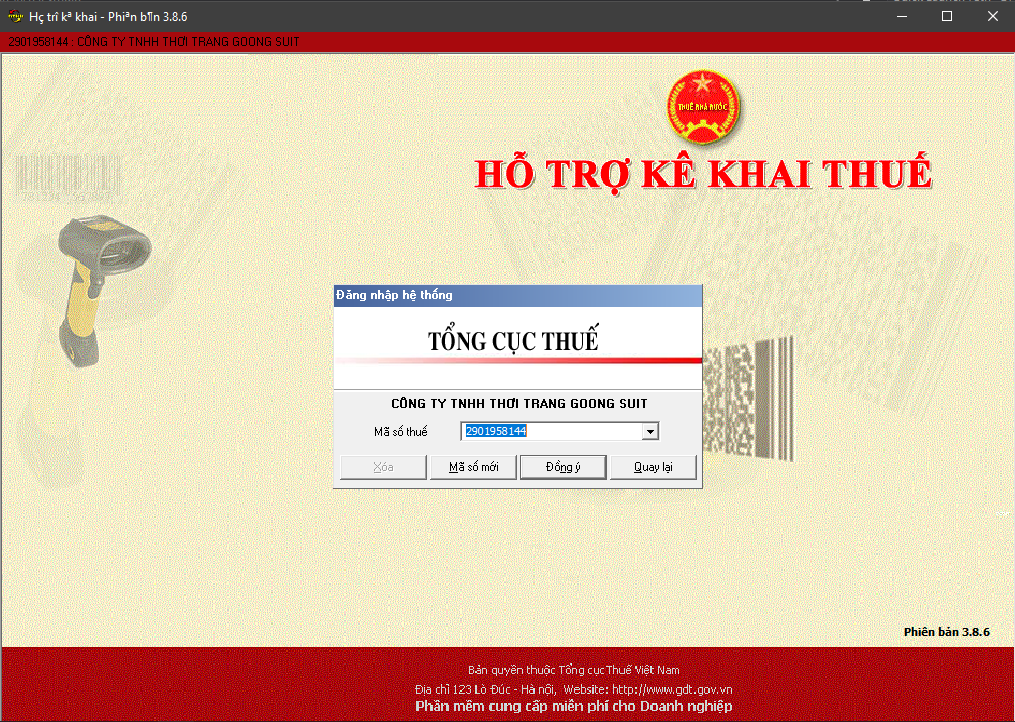 Hç trî kª khai - Phiªn b¶n 3.8.6
2901958144 : CÔNG TY TNHH THỜI TRANG GOONG SUIT
THUẾ NHÀ NƯỚC
HỖ TRỢ KÊ KHAI THUẾ
Đăng nhập hệ thống
TỔNG CỤC THUẾ
CÔNG TY TNHH THỜI TRANG GOONG SUIT
Mã số thuế 2901958144
Xóa Mã số mới Đồng ý Quay lại
Phiên bản 3.8.6
Bản quyền thuộc Tổng cục Thuế Việt Nam
Địa chỉ 123 Lò Đúc - Hà nội, Website: http://www.gdt.gov.vn
Phần mềm cung cấp miễn phí cho Doanh nghiệp